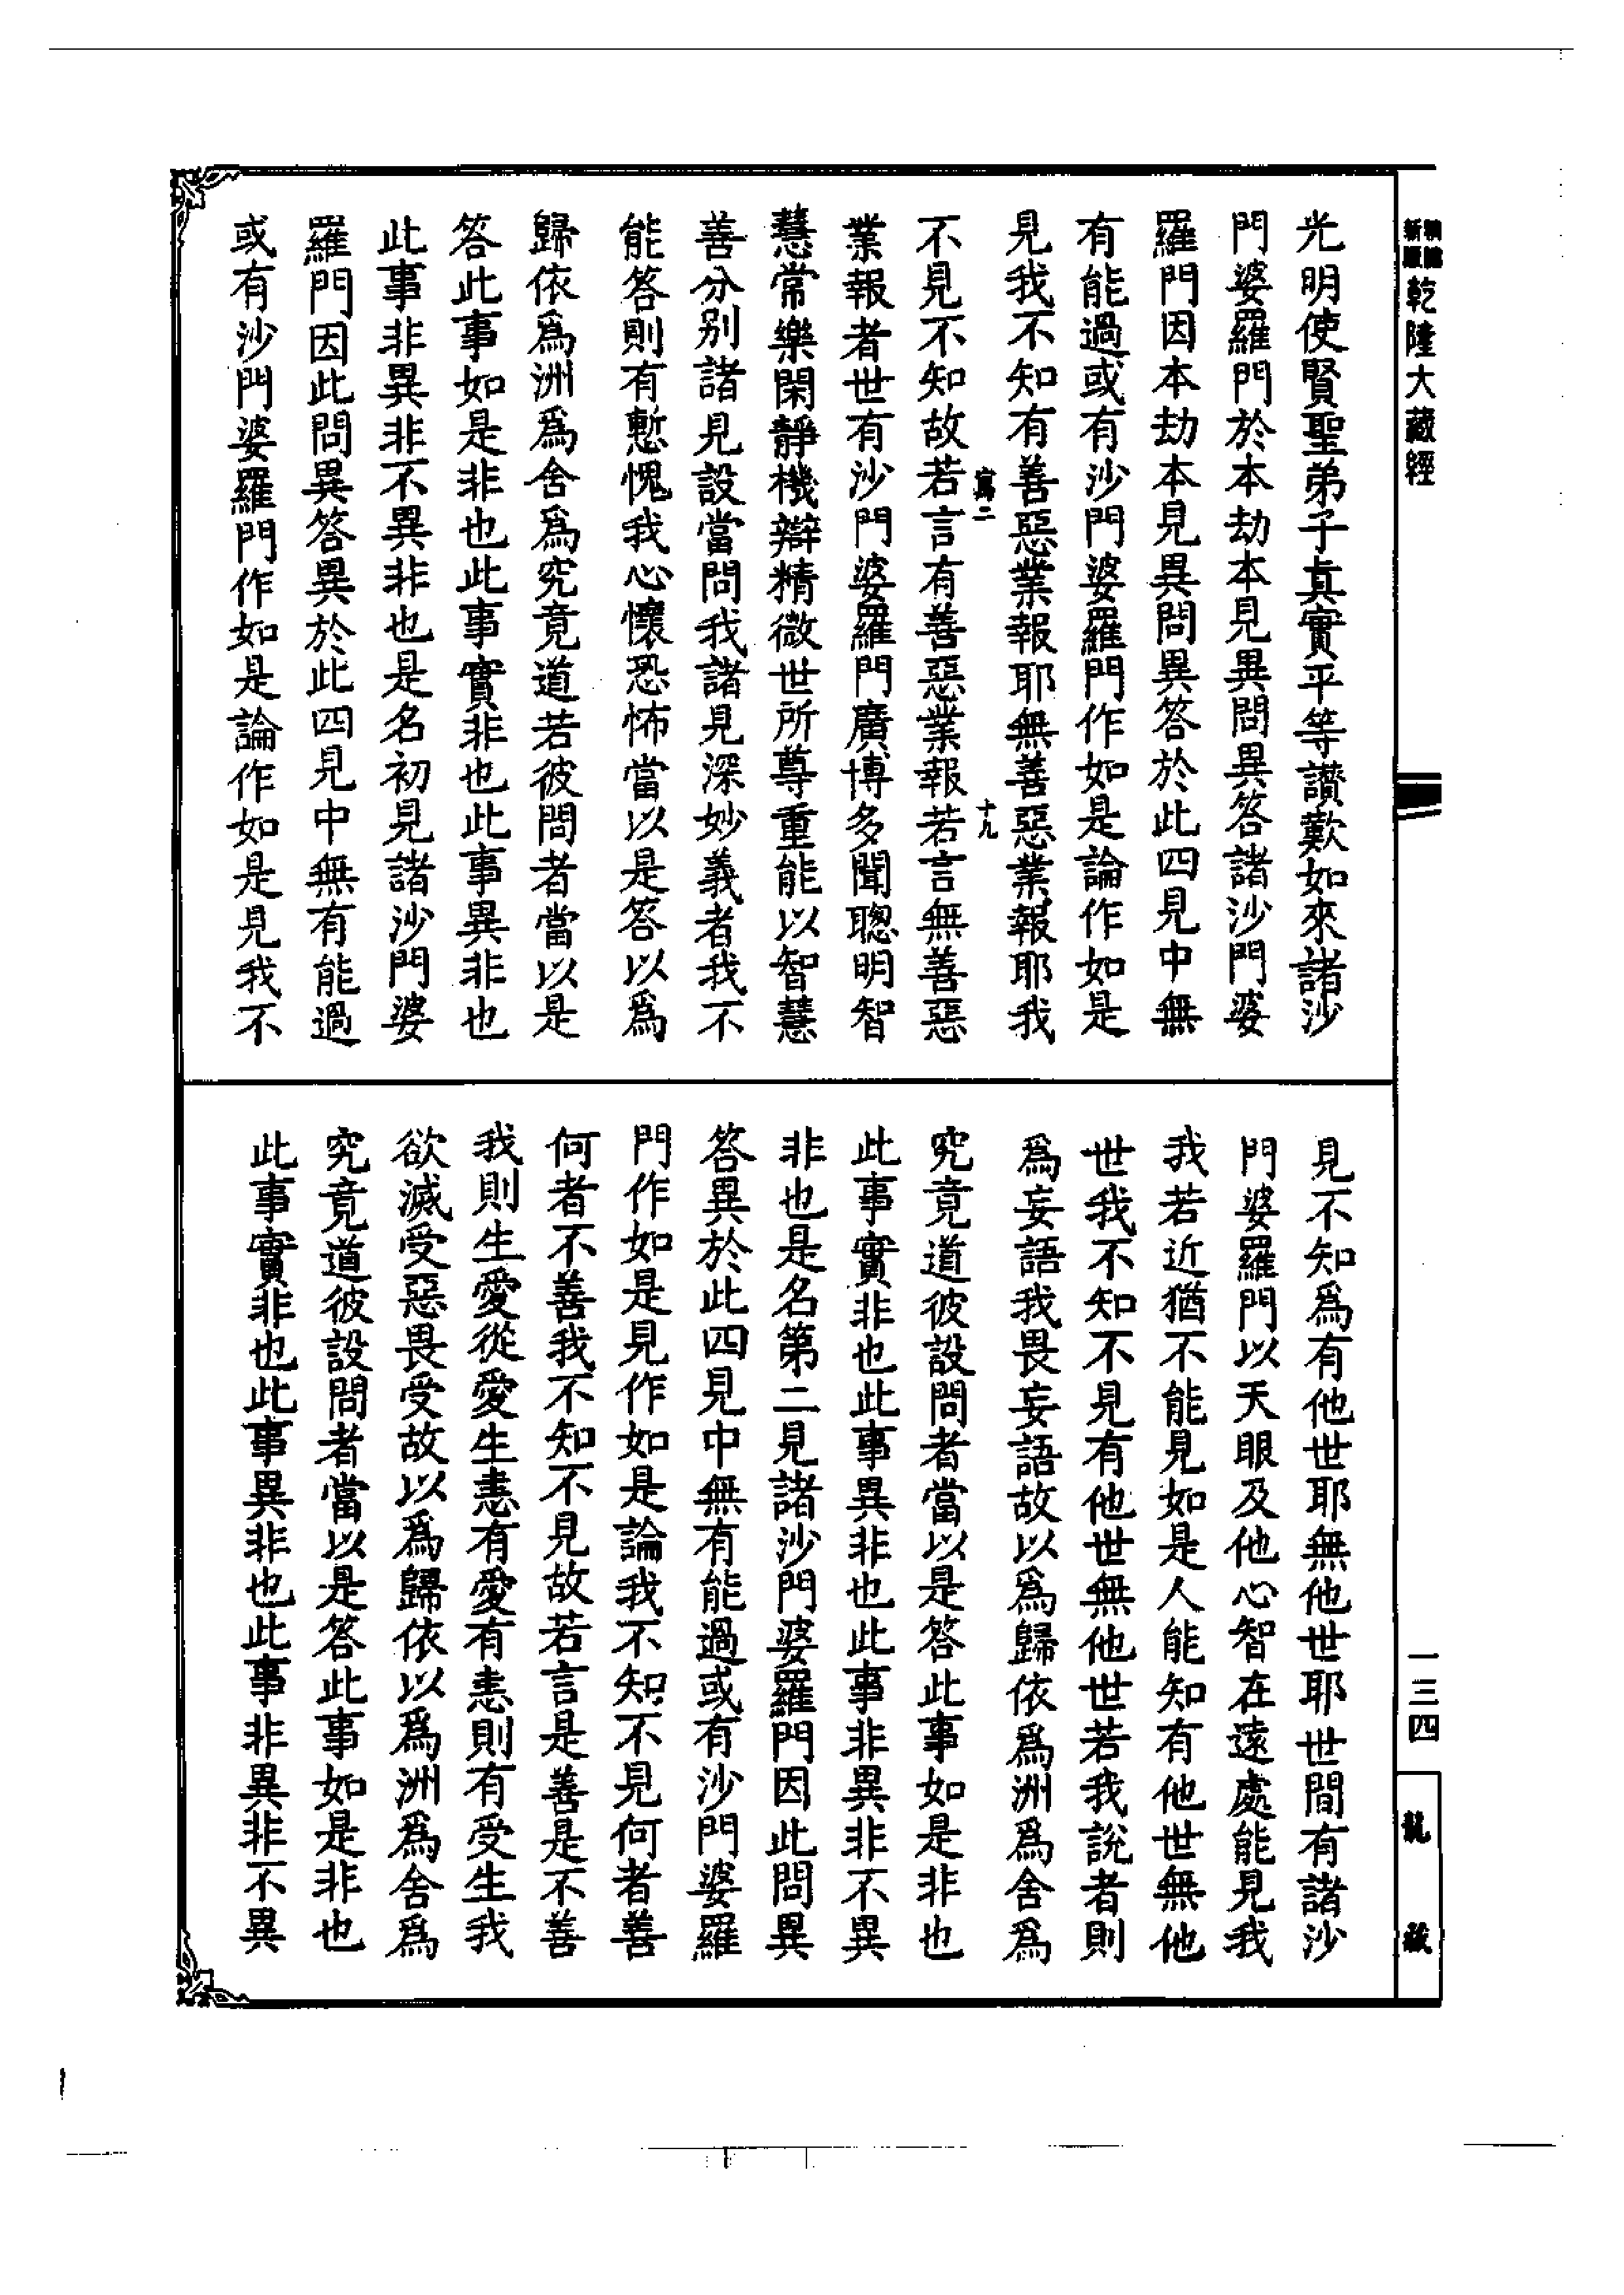 乾隆大藏經
光明使賢聖弟子真實平等讚歎如來諸沙
門婆羅門於本劫本見異問異答諸沙門婆
羅門因本劫本見異問異答於此四見中無
有能過或有沙門婆羅門作如是論作如是
見我不知有善惡業報耶無善惡業報耶我
十九
不見不知故若言有善惡業報若言無善惡
業報者世有沙門婆羅門廣博多聞聰明智
慧常樂閑靜機辯精微世所尊重能以智慧
善分別諸見設當問我諸見深妙義者我不
能答則有慙愧我心懷恐怖當以是答以為
歸依為洲為舍為究竟道若彼問者當以是
答此事如是非也此事實非也此事異非也
此事非異非不異非也是名初見諸沙門婆
羅門因此問異答異於此四見中無有能過
或有沙門婆羅門作如是論作如是見我不
見不知為有他世耶無他世耶世間有諸沙
門婆羅門以天眼及他心智在遠處能見我
我若近猶不能見如是人能知有他世無他
世我不知不見有他世無他世若我說者則
為妄語我畏妄語故以為歸依為洲為舍為
究竟道彼設問者當以是答此事如是非也
此事實非也此事異非也此事非異非不異
非也是名第二見諸沙門婆羅門因此問異
答異於此四見中無有能過或有沙門婆羅
門作如是見作如是論我不知不見何者善
何者不善我不知不見故若言是善是不善
我則生愛從愛生恚有愛有恚則有受生我
欲滅受惡畏受故以為歸依以為洲為舍為
究竟道彼設問者當以是答此事如是非也
此事實非也此事異非也此事非異非不異
一三四